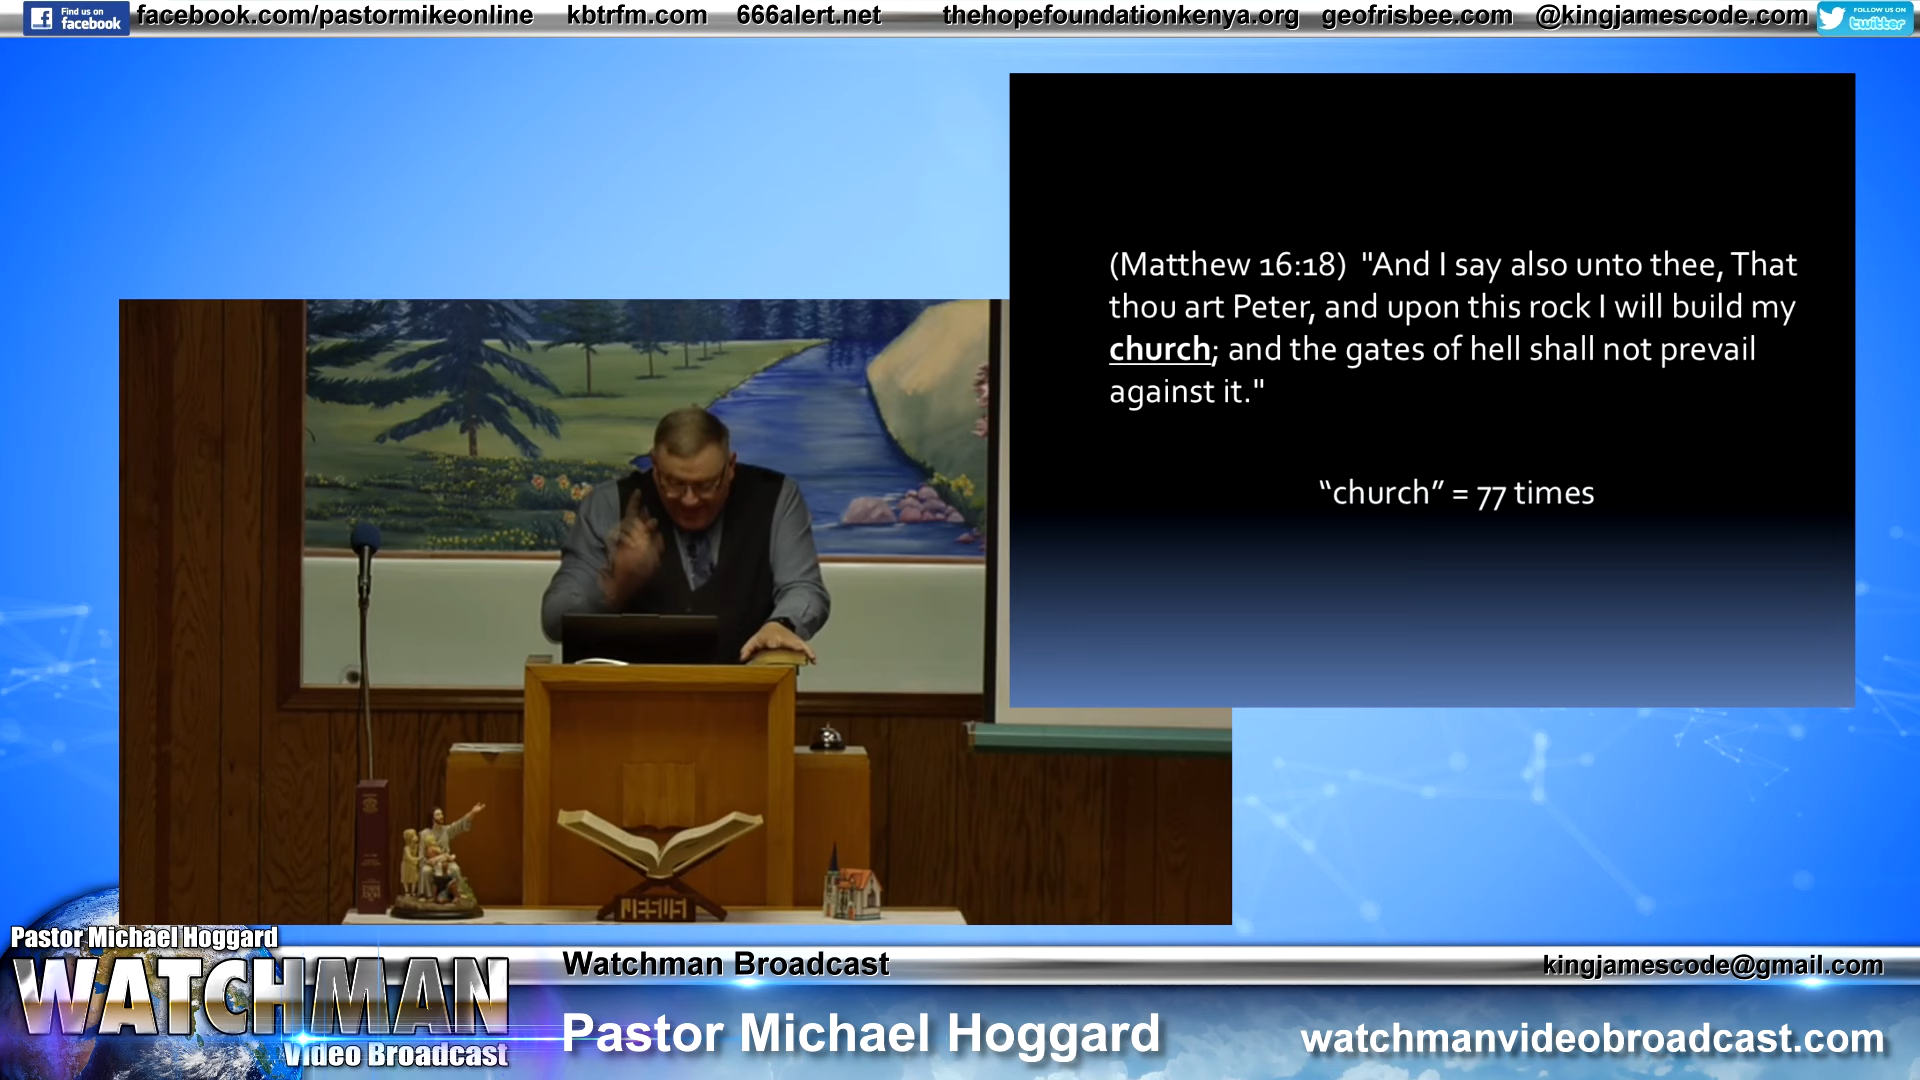 Find us on
facebook
facebook.com/pastormikeonline kbtrfm.com 666alert.net thehopefoundationkenya.org geofrisbee.com @kingjamescode.com
FOLLOW US ON
twitter
(Matthew 16:18) "And I say also unto thee, That
thou art Peter, and upon this rock I will build my
church; and the gates of hell shall not prevail
against it."
“church” = 77 times
Pastor Michael Hoggard
WATCHMAN
Video Broadcast
Watchman Broadcast
kingjamescode@gmail.com
Pastor Michael Hoggard
watchmanvideobroadcast.com